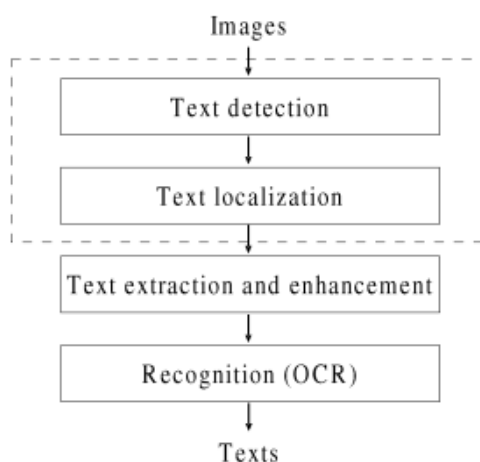 Images
Text detection
Text localization
Text extraction and enhancement
Recognition (OCR)
Texts